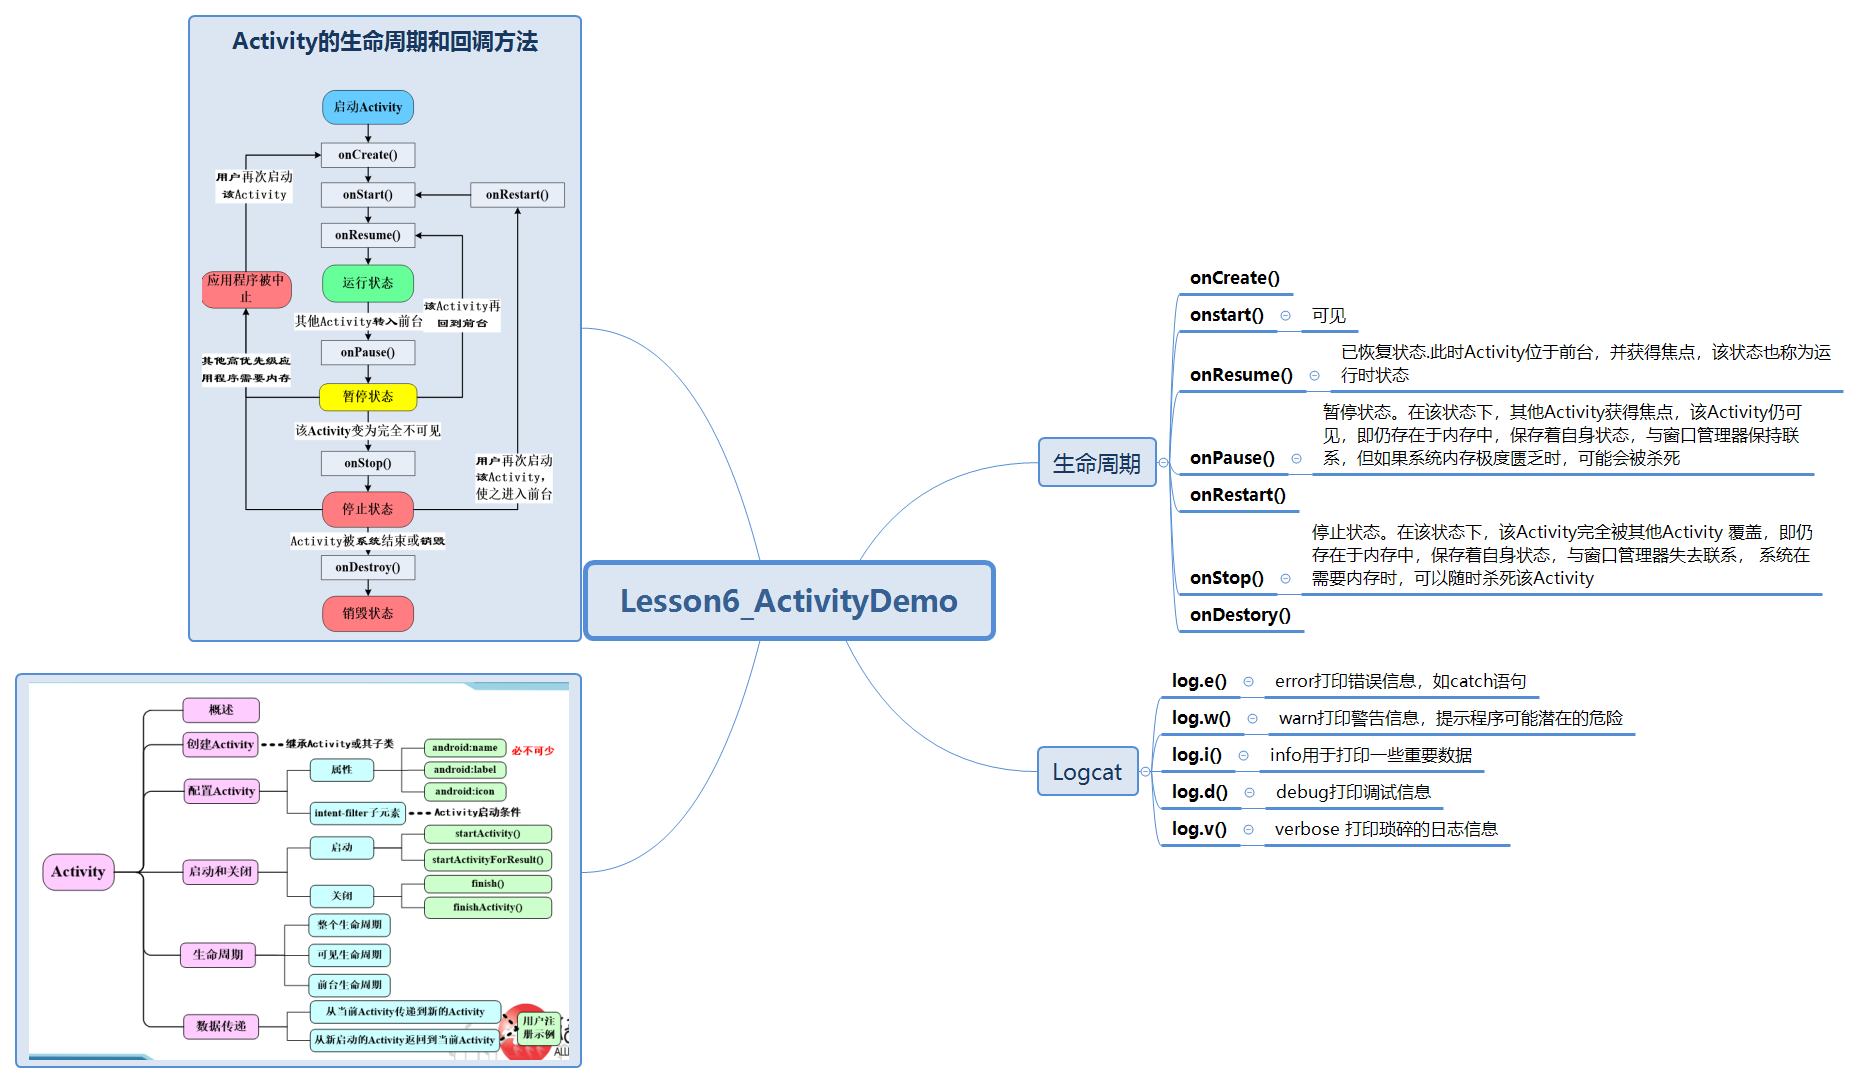 Activity的生命周期和回调方法
启动Activity
onCreate()
用户再次启动
该Activity
onStart()
onRestart()
onResume()
应用程序被中
止
运行状态
该Activity再
回到前台
其他Activity转入前台
onPause()
其他高优先级应
用程序需要内存
暂停状态
该Activity变为完全不可见
onStop()
用户再次启动
该Activity，
使之进入前台
停止状态
Activity被系统结束或销毁
onDestroy()
销毁状态
Lesson6_ActivityDemo
Activity
概述
创建Activity
继承Activity或其子类
配置Activity
属性
android:name
必不可少
android:label
android:icon
intent-filter子元素
Activity启动条件
启动和关闭
启动
startActivity()
startActivityForResult()
关闭
finish()
finishActivity()
生命周期
整个生命周期
可见生命周期
前台生命周期
数据传递
从当前Activity传递到新的Activity
从新启动的Activity返回到当前Activity
用户注
册示例
生命周期
onCreate()
onstart()
可见
onResume()
已恢复状态.此时Activity位于前台，并获得焦点，该状态也称为运
行时状态
onPause()
暂停状态。在该状态下，其他Activity获得焦点，该Activity仍可
见，即仍存在于内存中，保存着自身状态，与窗口管理器保持联
系，但如果系统内存极度匮乏时，可能会被杀死
onRestart()
onStop()
停止状态。在该状态下，该Activity完全被其他Activity 覆盖，即仍
存在于内存中，保存着自身状态，与窗口管理器失去联系， 系统在
需要内存时，可以随时杀死该Activity
onDestory()
Logcat
log.e()
error打印错误信息，如catch语句
log.w()
warn打印警告信息，提示程序可能潜在的危险
log.i()
info用于打印一些重要数据
log.d()
debug打印调试信息
log.v()
verbose 打印琐碎的日志信息